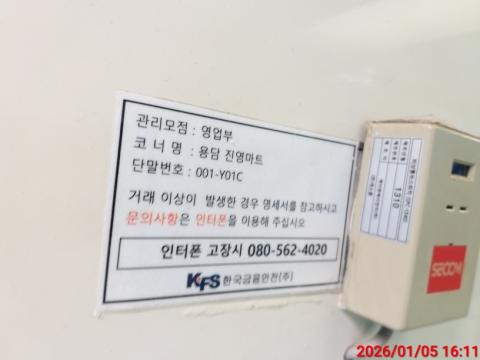 관리모점 : 영업부
코 너 명 : 용담 진영마트
단말번호 : 001-Y01C
거래 이상이 발생한 경우 명세서를 참고하시고
문의사항은 인터폰을 이용해 주십시오
인터폰 고장시 080-562-4020
KFS 한국금융안전(주)
1310
SECOM
2026/01/05 16:11